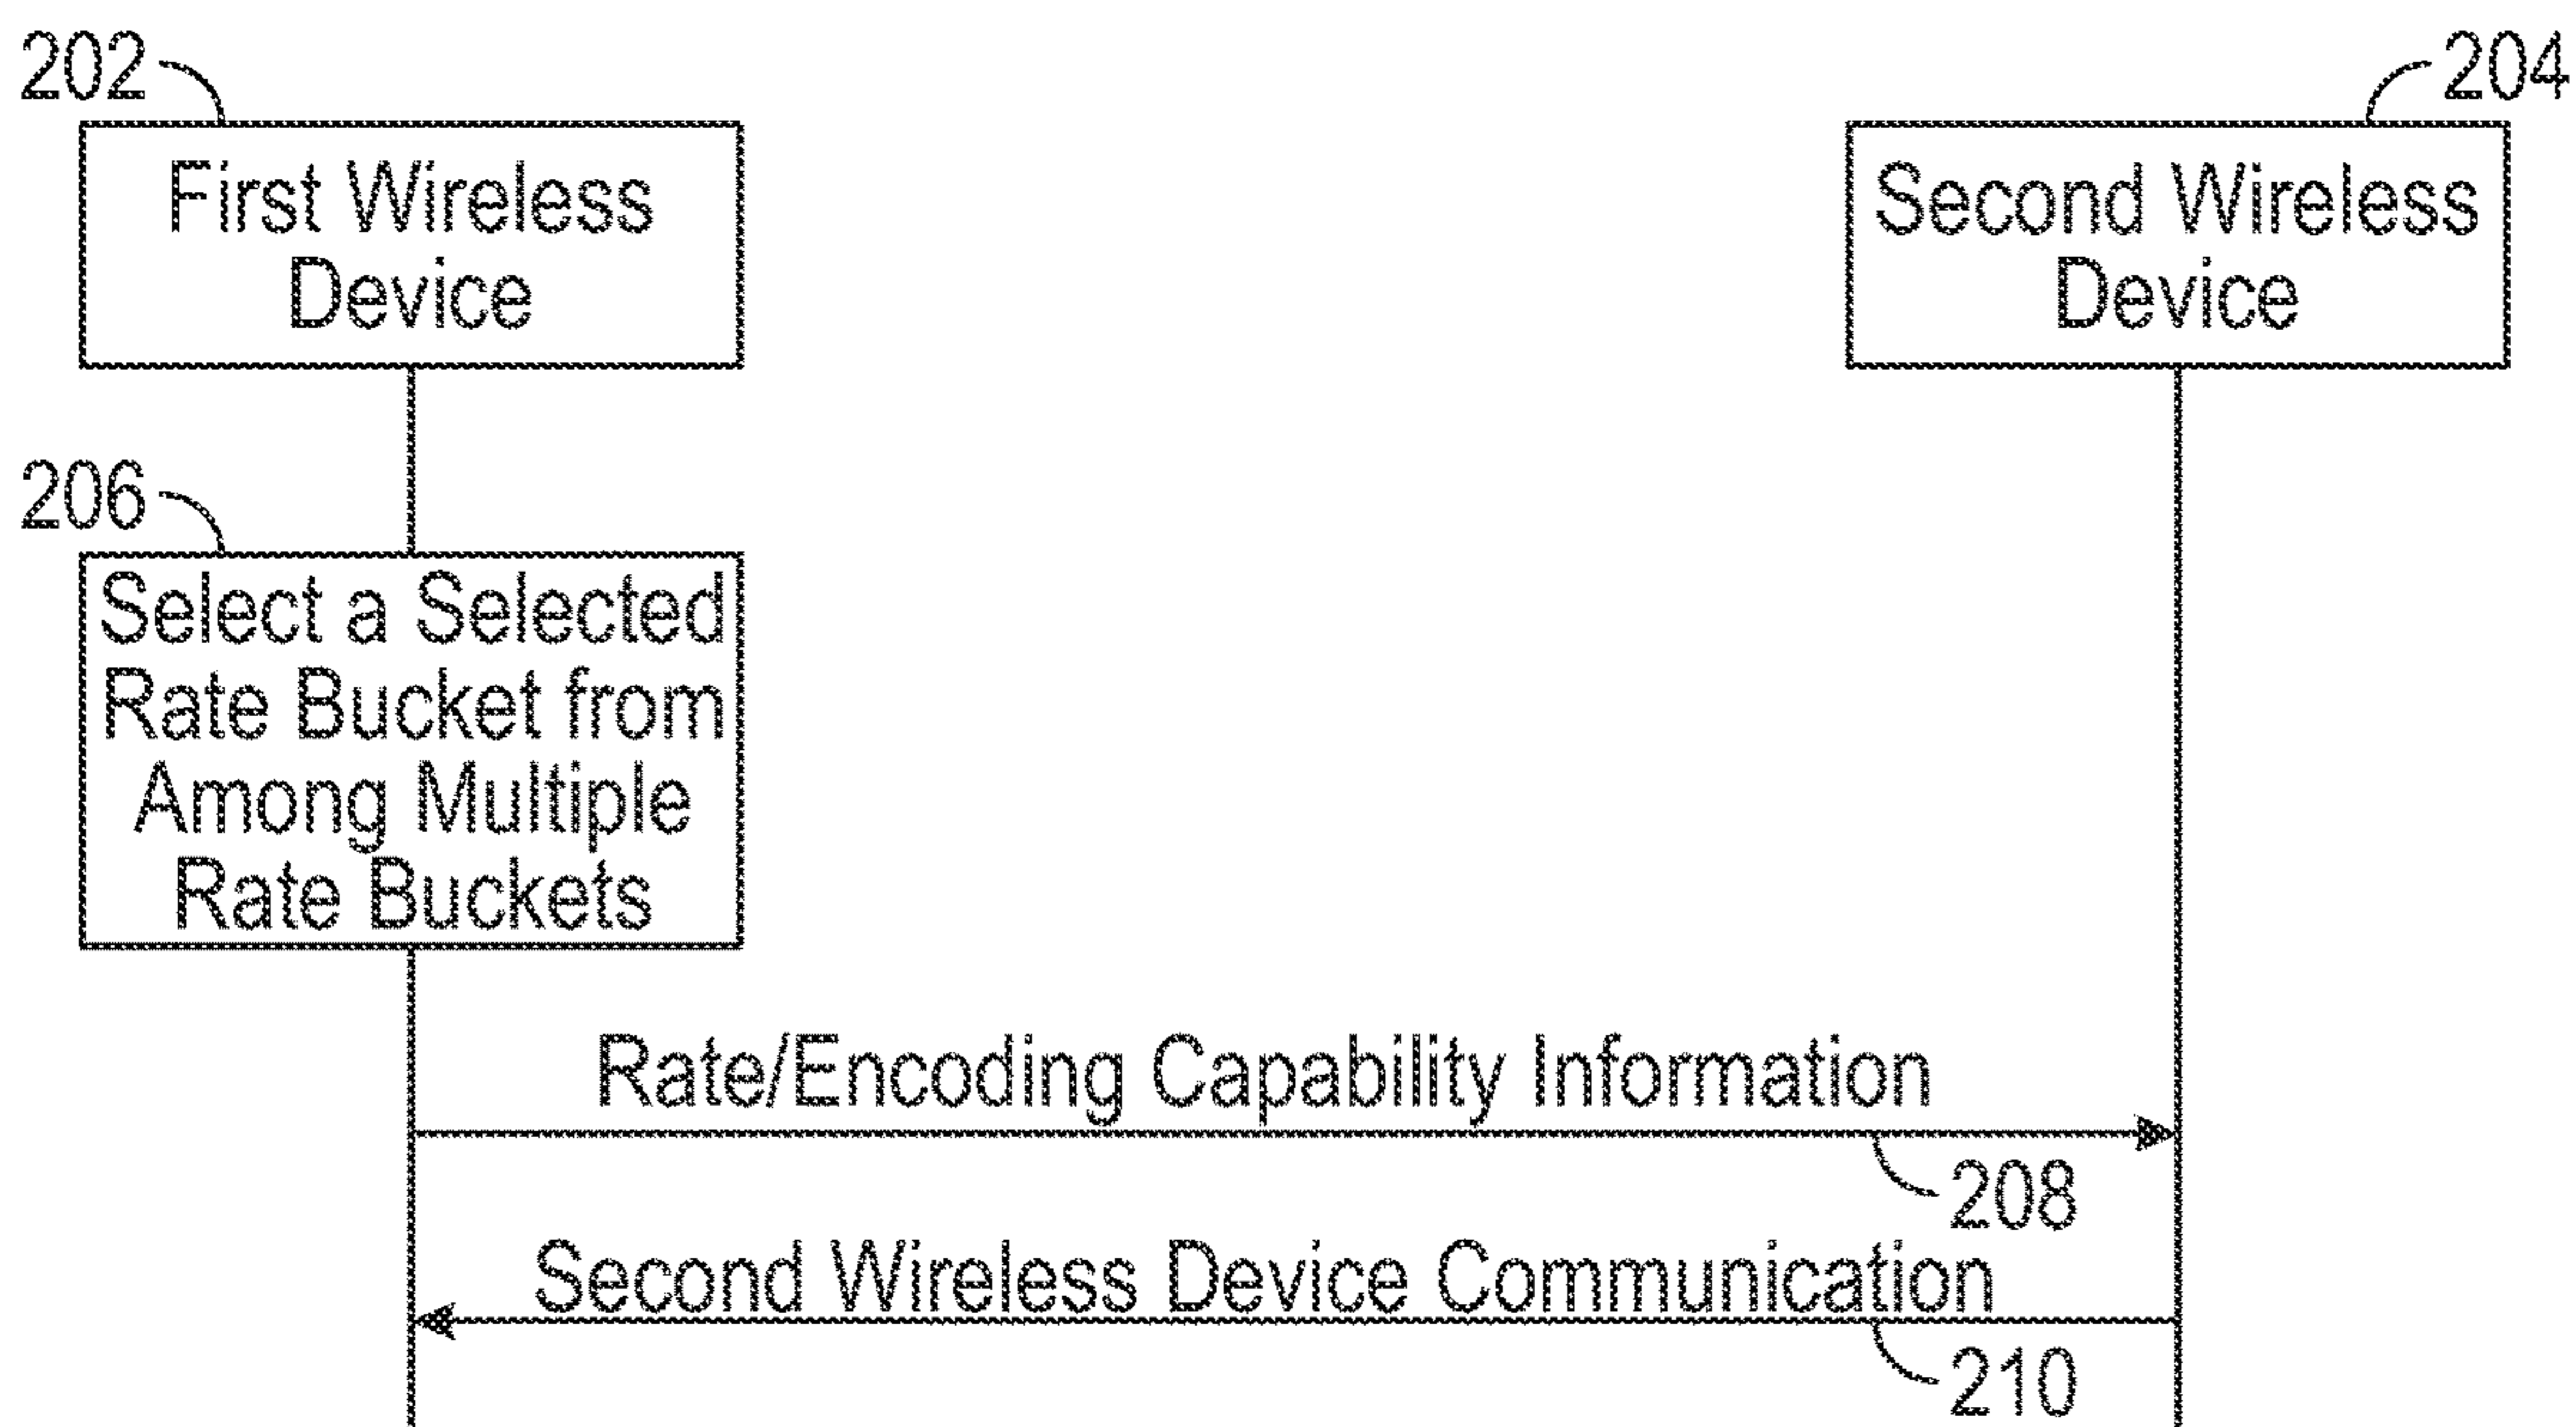 202
204
First Wireless
Device
Second Wireless
Device
206
Select a Selected
Rate Bucket from
Among Multiple
Rate Buckets
Rate/Encoding Capability Information
208
Second Wireless Device Communication
210